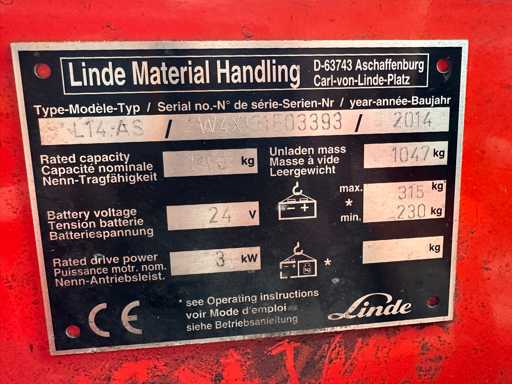 Linde Material Handling
D-63743 Aschaffenburg
Carl-von-Linde-Platz
Type-Modèle-Typ / Serial no.-N° de série-Serien-Nr / year-année-Baujahr
L14 AS / / 2014
Rated capacity
Capacité nominale
Nenn-Tragfähigkeit
kg
Unladen mass
Masse à vide
Leergewicht
1047 kg
Battery voltage
Tension batterie
Batteriespannung
24 V
max. 315 kg
*
min. 230 kg
Rated drive power
Puissance motr. nom.
Nenn-Antriebsleist.
3 kW
*
kg
CE
* see Operating instructions
voir Mode d'emploi
siehe Betriebsanleitung
Linde